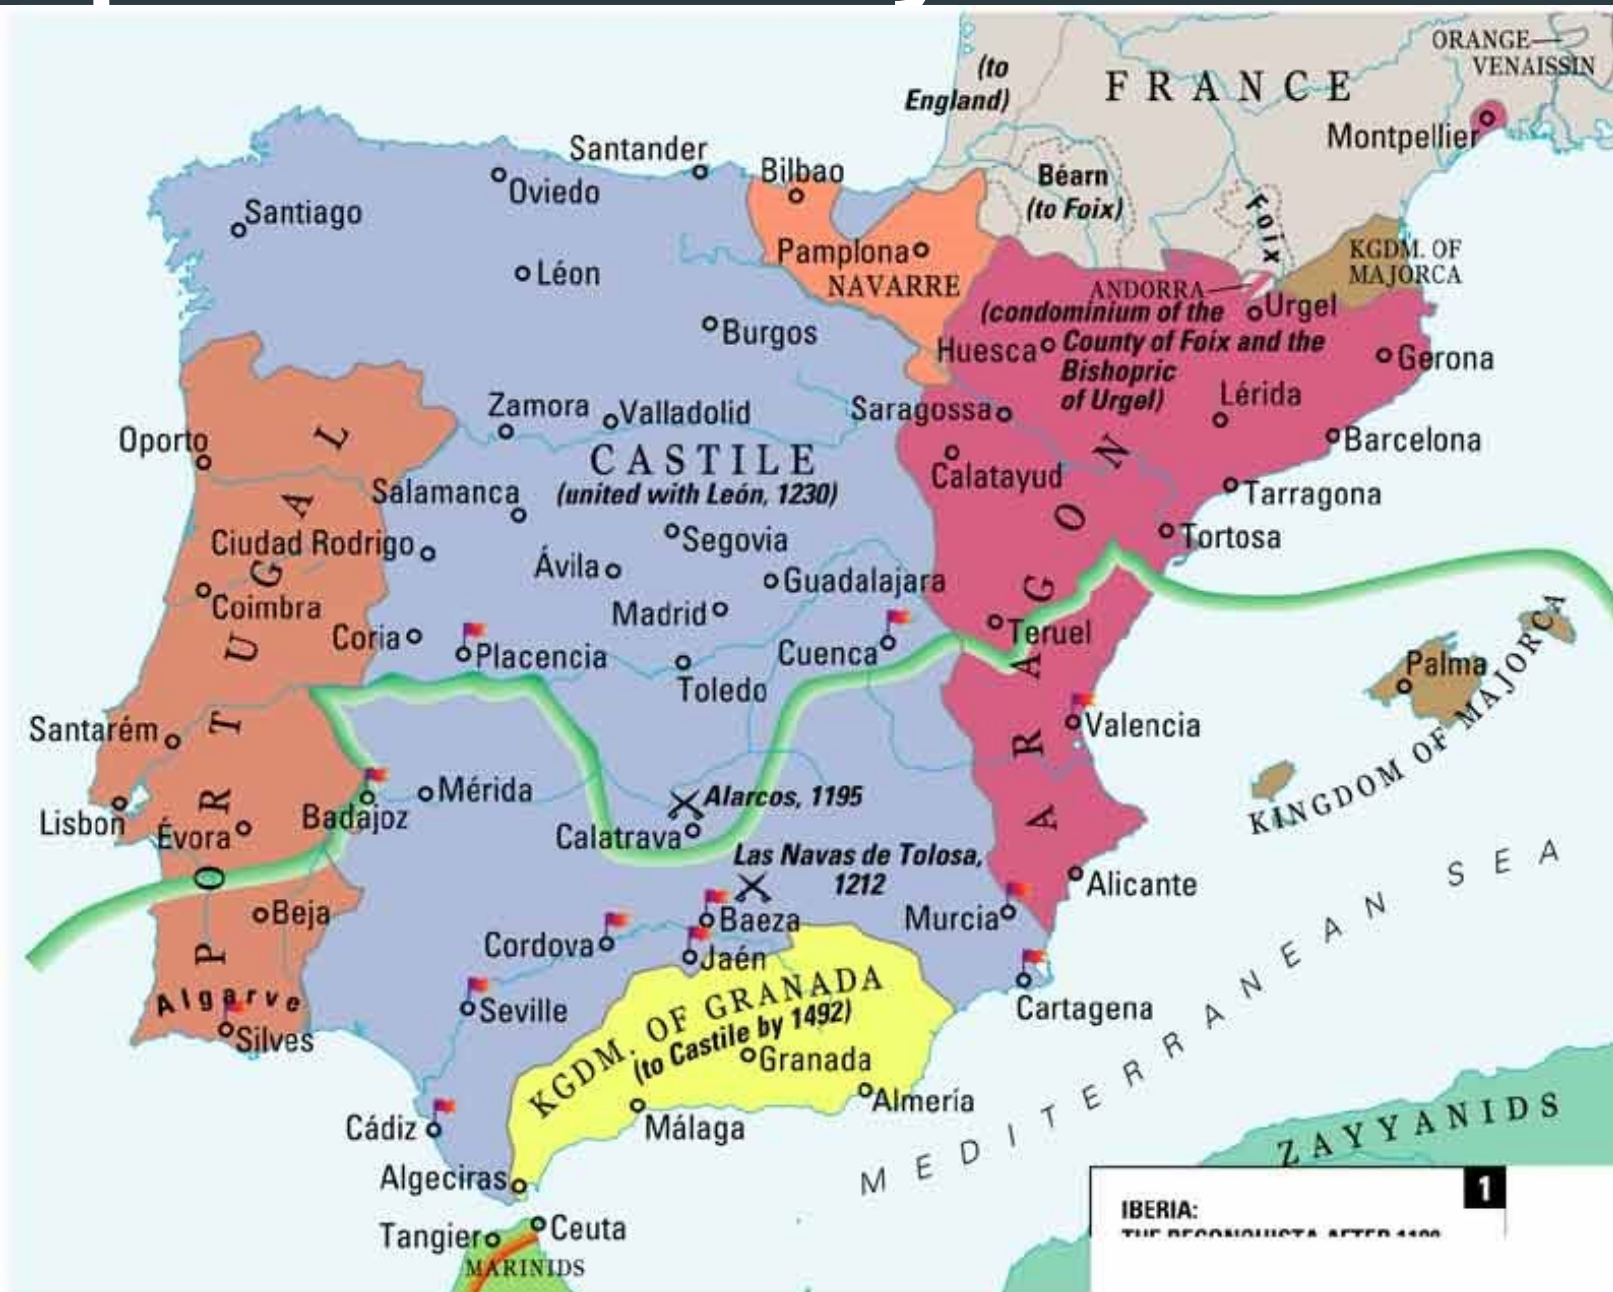 ORANGE
VENAISSIN
(to
England)
FRANCE
Montpellier
Santander
Bilbao
Béarn
(to Foix)
Foix
Oviedo
Santiago
Pamplona
NAVARRE
KGDM. OF
MAJORCA
Léon
ANDORRA
(condominium of the
County of Foix and the
Bishopric
of Urgel)
Urgel
Burgos
Huesca
Gerona
Lérida
Zamora
Valladolid
Saragossa
Barcelona
Oporto
CASTILE
(united with León, 1230)
Calatayud
Tarragona
Salamanca
PORTUGAL
ARAGON
Ciudad Rodrigo
Segovia
Tortosa
Ávila
Guadalajara
Coimbra
Madrid
Teruel
Coria
Placencia
Cuenca
Toledo
Palma
KINGDOM OF MAJORCA
Santarém
Valencia
Mérida
Alarcos, 1195
Lisbon
Évora
Badajoz
Calatrava
Las Navas de Tolosa,
1212
Alicante
Beja
Baeza
Murcia
Cordova
Jaén
MEDITERRANEAN SEA
Algarve
Silves
Seville
KGDM. OF GRANADA
(to Castile by 1492)
Cartagena
Granada
Almería
Cádiz
Málaga
ZAYYANIDS
Algeciras
Ceuta
Tangier
MARINIDS
1
IBERIA:
THE RECONQUISTA AFTER